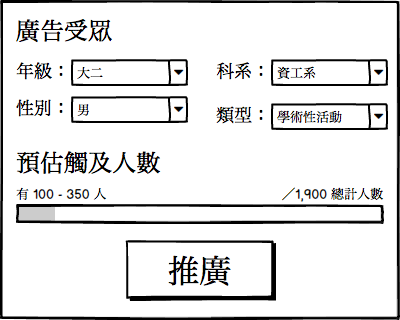 廣告受眾
年級：大二 科系：資工系
性別：男 類型：學術性活動
預估觸及人數
有 100 - 350 人 ／1,900 總計人數
推廣